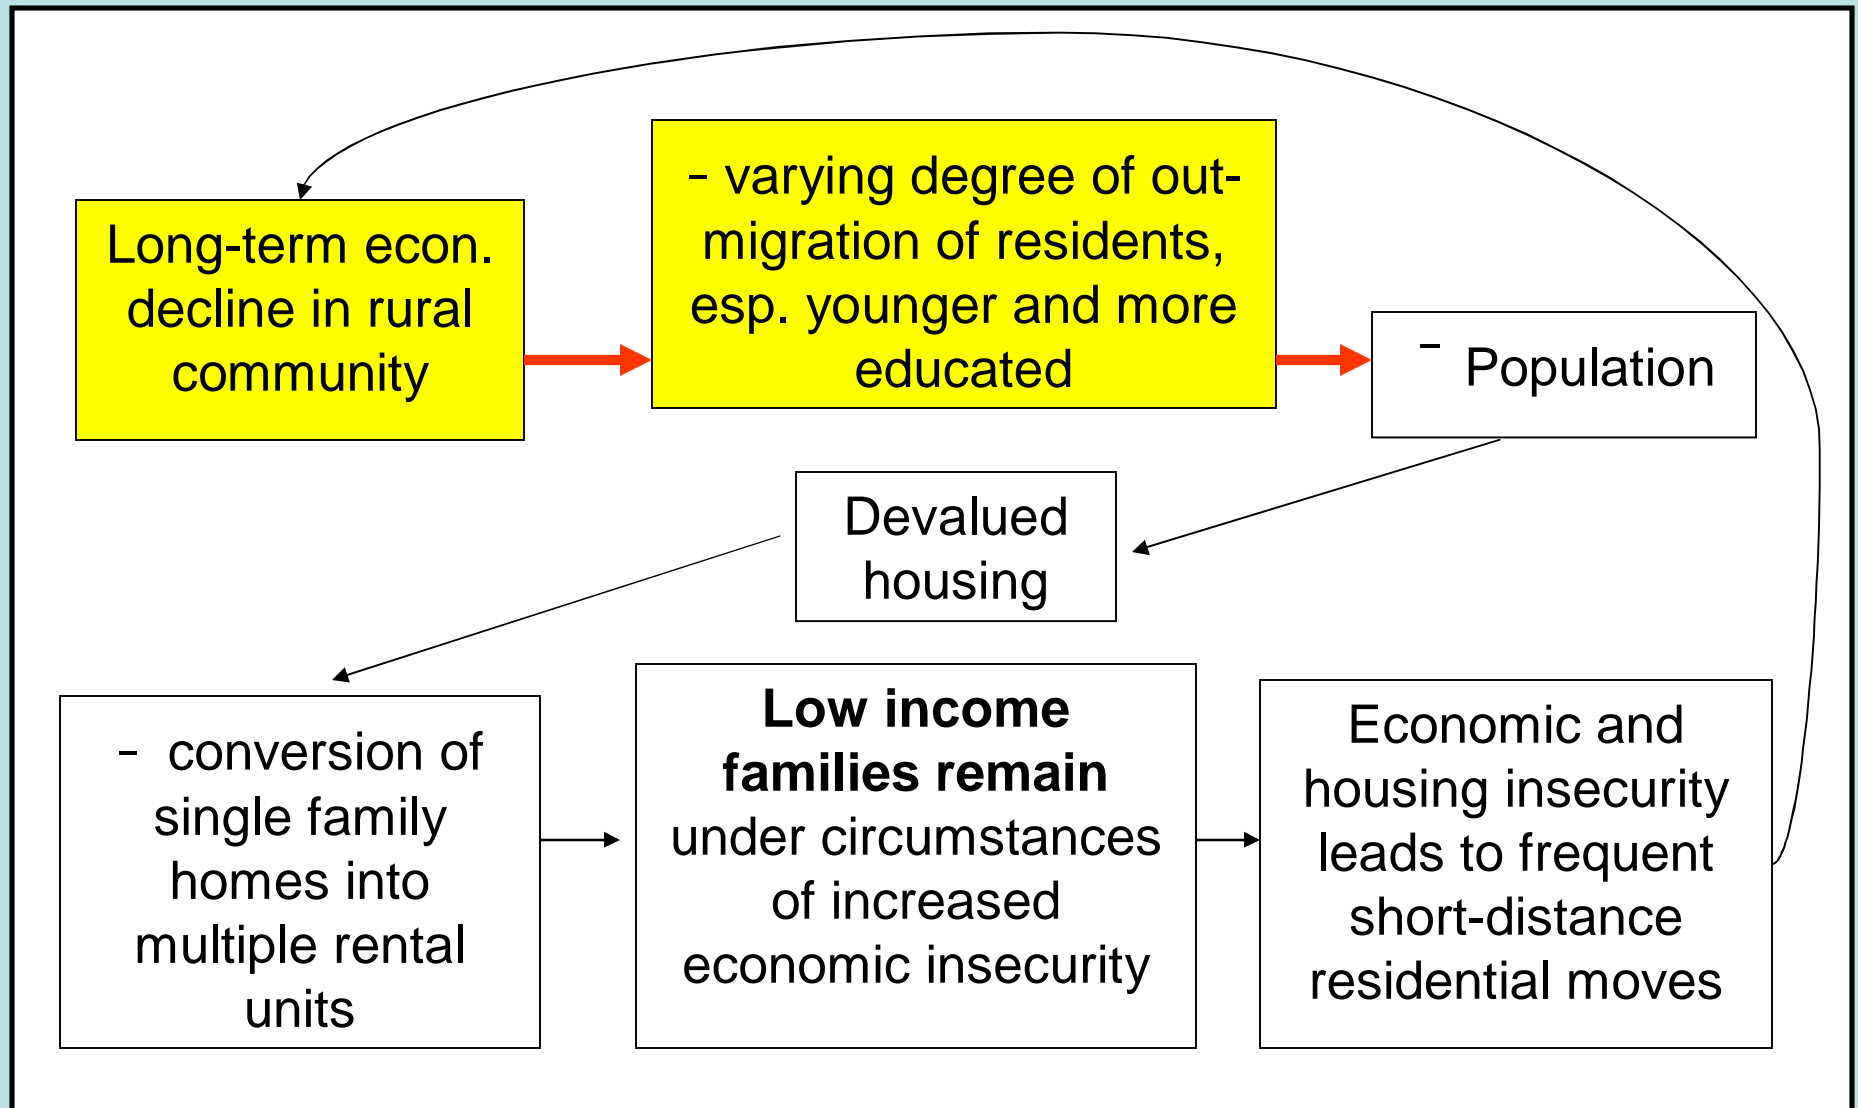 Long-term econ.
decline in rural
community
- varying degree of out-
migration of residents,
esp. younger and more
educated
- Population
Devalued
housing
- conversion of
single family
homes into
multiple rental
units
Low income
families remain
under circumstances
of increased
economic insecurity
Economic and
housing insecurity
leads to frequent
short-distance
residential moves